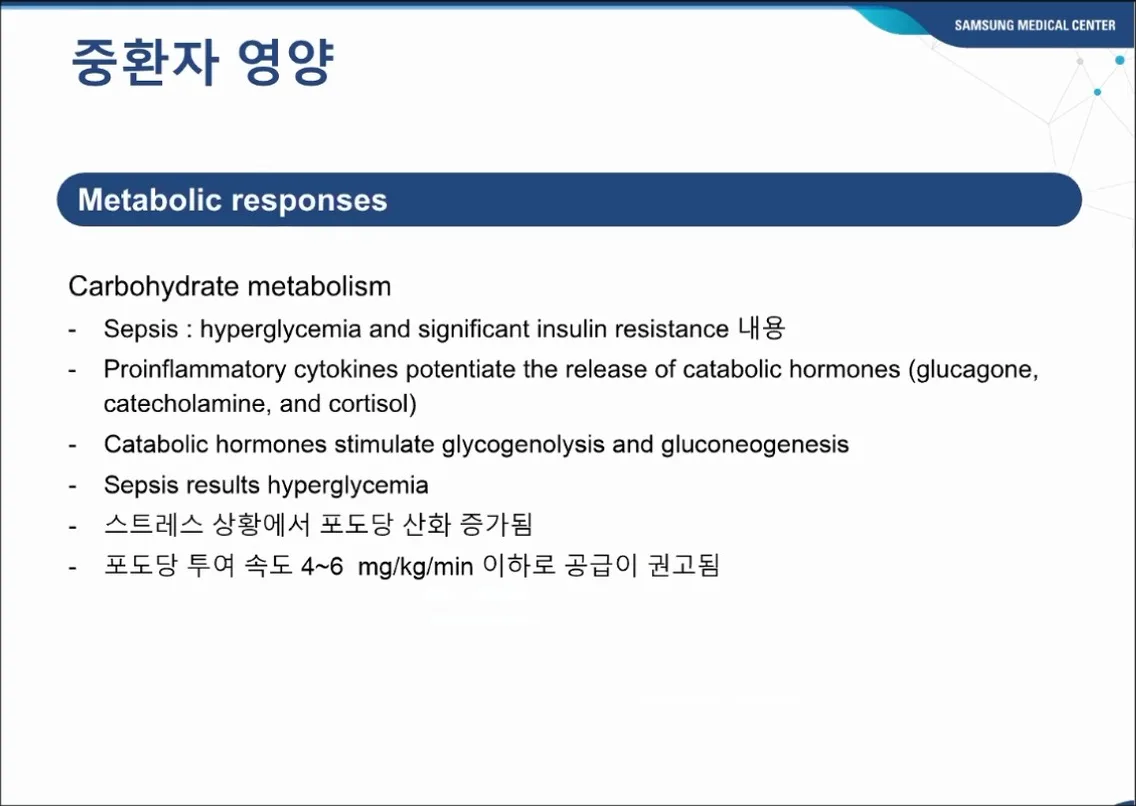 SAMSUNG MEDICAL CENTER
중환자 영양
Metabolic responses
Carbohydrate metabolism
- Sepsis : hyperglycemia and significant insulin resistance 내용
- Proinflammatory cytokines potentiate the release of catabolic hormones (glucagone,
catecholamine, and cortisol)
- Catabolic hormones stimulate glycogenolysis and gluconeogenesis
- Sepsis results hyperglycemia
- 스트레스 상황에서 포도당 산화 증가됨
- 포도당 투여 속도 4~6 mg/kg/min 이하로 공급이 권고됨